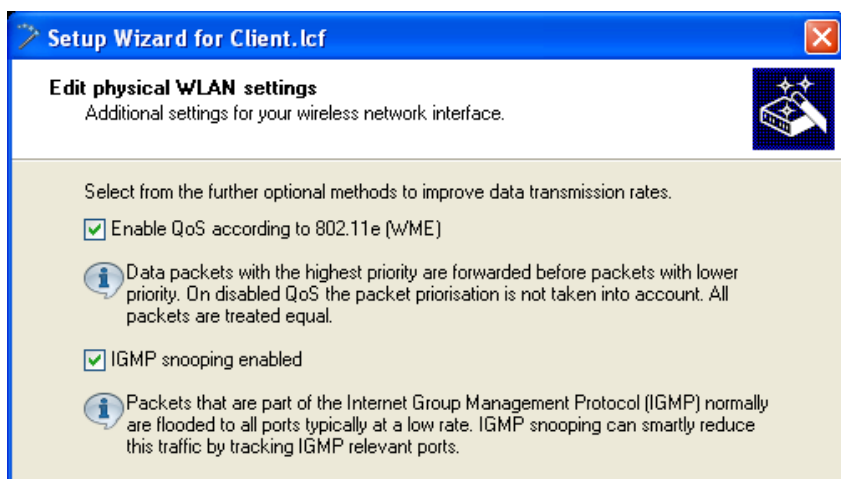 Setup Wizard for Client.lcf
Edit physical WLAN settings
Additional settings for your wireless network interface.
Select from the further optional methods to improve data transmission rates.
Enable QoS according to 802.11e (WME)
Data packets with the highest priority are forwarded before packets with lower
priority. On disabled QoS the packet priorisation is not taken into account. All
packets are treated equal.
IGMP snooping enabled
Packets that are part of the Internet Group Management Protocol (IGMP) normally
are flooded to all ports typically at a low rate. IGMP snooping can smartly reduce
this traffic by tracking IGMP relevant ports.